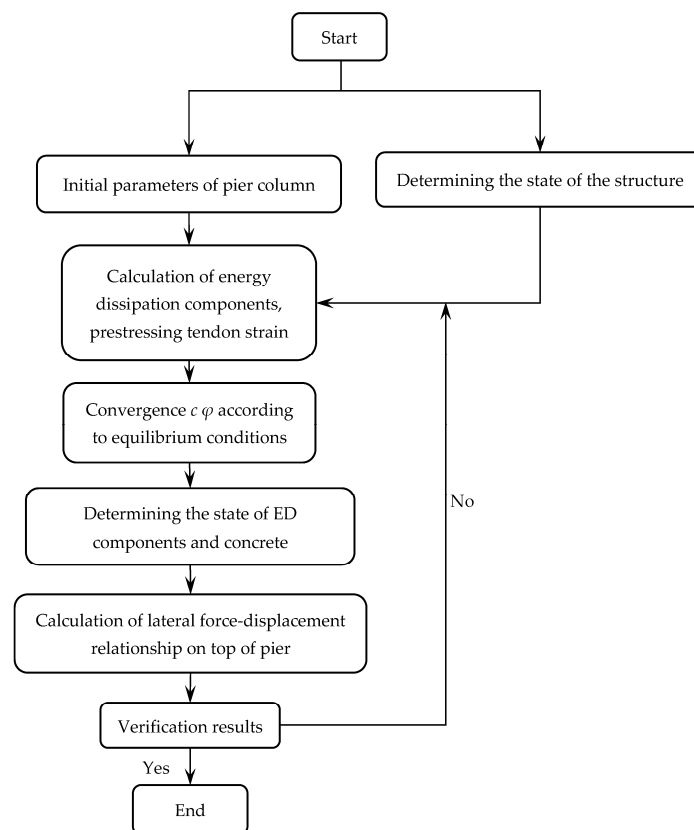 Start
Initial parameters of pier column
Determining the state of the structure
Calculation of energy
dissipation components,
prestressing tendon strain
Convergence c φ according
to equilibrium conditions
Determining the state of ED
components and concrete
No
Calculation of lateral force-displacement
relationship on top of pier
Verification results
Yes
End